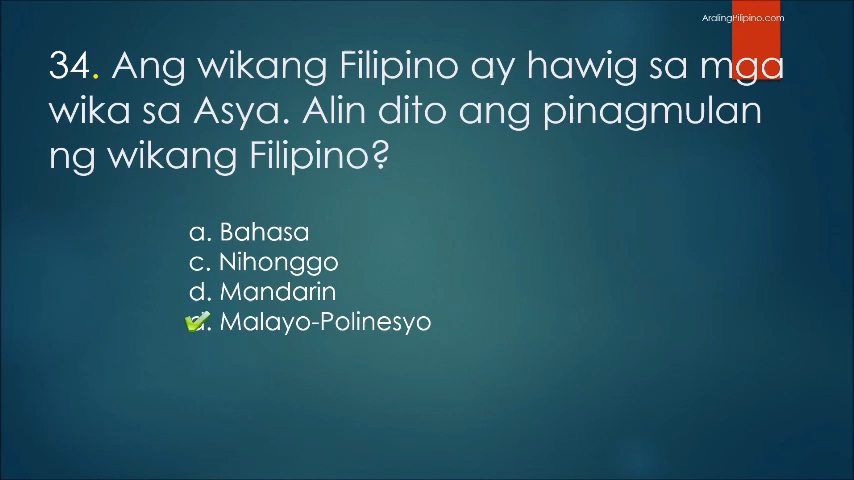 AralingPilipino.com
34. Ang wikang Filipino ay hawig sa mga
wika sa Asya. Alin dito ang pinagmulan
ng wikang Filipino?
a. Bahasa
c. Nihonggo
d. Mandarin
d. Malayo-Polinesyo